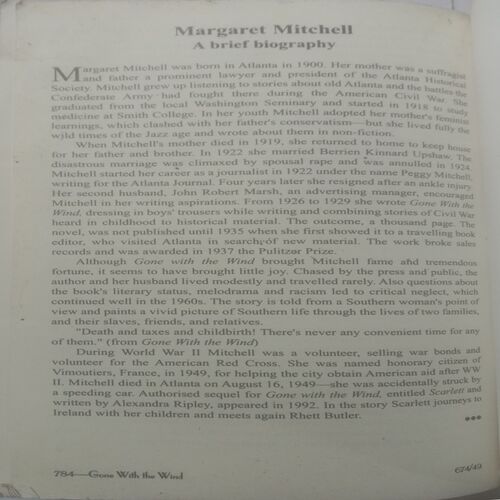 Margaret Mitchell
A brief biography
Margaret Mitchell was born in Atlanta in 1900. Her mother was a suffragist
and father a prominent lawyer and president of the Atlanta Historical
Society. Mitchell grew up listening to stories about old Atlanta and the battles the
Confederate Army had fought there during the American Civil War. She
graduated from the local Washington Seminary and started in 1918 to study
medicine at Smith College. In her youth Mitchell adopted her mother's feminist
learnings, which clashed with her father's conservatism—but she lived fully the
wild times of the Jazz age and wrote about them in non-fiction.
When Mitchell's mother died in 1919, she returned to home to keep house
for her father and brother. In 1922 she married Berrien Kinnard Upshaw. The
disastrous marriage was climaxed by spousal rape and was annulled in 1924.
Mitchell started her career as a journalist in 1922 under the name Peggy Mitchell,
writing for the Atlanta Journal. Four years later she resigned after an ankle injury.
Her second husband, John Robert Marsh, an advertising manager, encouraged
Mitchell in her writing aspirations. From 1926 to 1929 she wrote Gone With the
Wind, dressing in boys' trousers while writing and combining stories of Civil War
heard in childhood to historical material. The outcome, a thousand page. The
novel, was not published until 1935 when she first showed it to a travelling book
editor, who visited Atlanta in search of new material. The work broke sales
records and was awarded in 1937 the Pulitzer Prize.
Although Gone with the Wind brought Mitchell fame and tremendous
fortune, it seems to have brought little joy. Chased by the press and public, the
author and her husband lived modestly and travelled rarely. Also questions about
the book's literary status, melodrama and racism led to critical neglect, which
continued well in the 1960s. The story is told from a Southern woman's point of
view and paints a vivid picture of Southern life through the lives of two families,
and their slaves, friends, and relatives.
"Death and taxes and childbirth! There's never any convenient time for any
of them." (from Gone With the Wind)
During World War II Mitchell was a volunteer, selling war bonds and
volunteer for the American Red Cross. She was named honorary citizen of
Vimoutiers, France, in 1949, for helping the city obtain American aid after WW
II. Mitchell died in Atlanta on August 16, 1949—she was accidentally struck by
a speeding car. Authorised sequel for Gone with the Wind, entitled Scarlett and
written by Alexandra Ripley, appeared in 1992. In the story Scarlett journeys to
Ireland with her children and meets again Rhett Butler.
***
784—Gone With the Wind
674/49